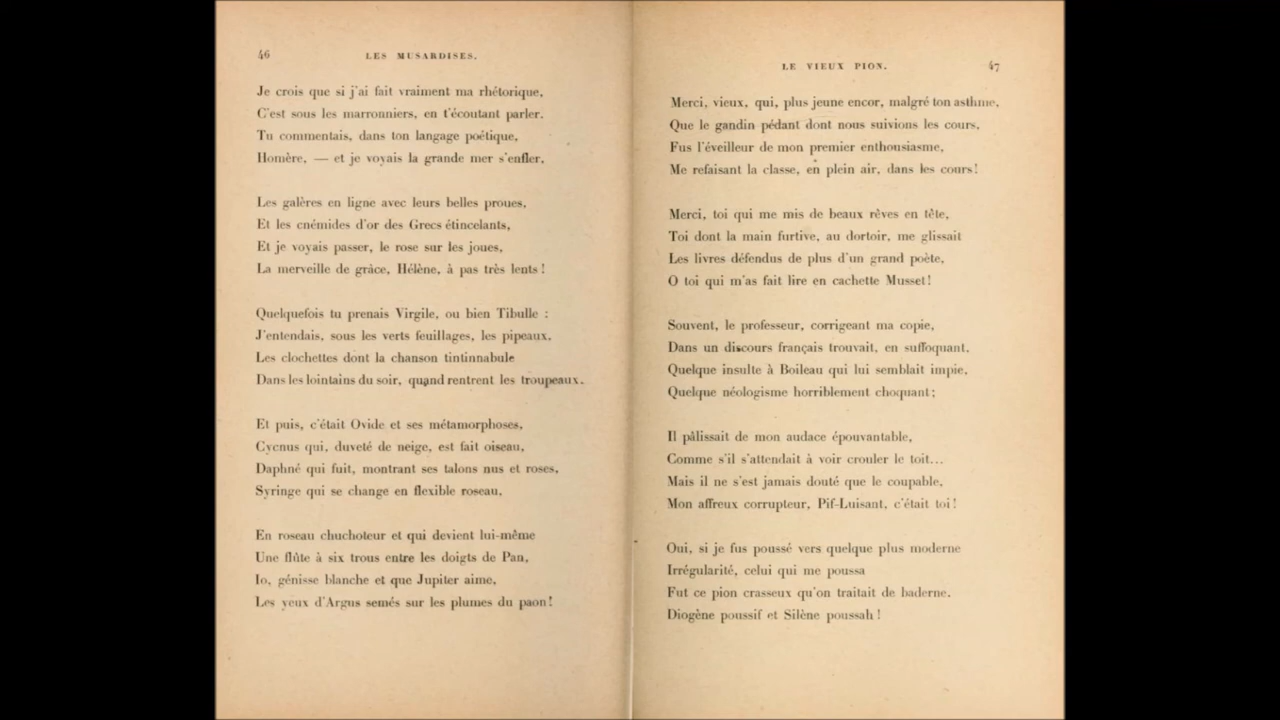 46
LES MUSARDISES.
Je crois que si j'ai fait vraiment ma rhétorique,
C'est sous les marronniers, en t'écoutant parler.
Tu commentais, dans ton langage poétique,
Homère, — et je voyais la grande mer s'enfler,
Les galères en ligne avec leurs belles proues,
Et les cnémides d'or des Grecs étincelants,
Et je voyais passer, le rose sur les joues,
La merveille de grâce, Hélène, à pas très lents !
Quelquefois tu prenais Virgile, ou bien Tibulle :
J'entendais, sous les verts feuillages, les pipeaux,
Les clochettes dont la chanson tintinnabule
Dans les lointains du soir, quand rentrent les troupeaux.
Et puis, c'était Ovide et ses métamorphoses,
Cycnus qui, duveté de neige, est fait oiseau,
Daphné qui fuit, montrant ses talons nus et roses,
Syringe qui se change en flexible roseau,
En roseau chuchoteur et qui devient lui-même
Une flûte à six trous entre les doigts de Pan,
Io, génisse blanche et que Jupiter aime,
Les yeux d'Argus semés sur les plumes du paon !
LE VIEUX PION.
47
Merci, vieux, qui, plus jeune encor, malgré ton asthme,
Que le gandin pédant dont nous suivions les cours,
Fus l'éveilleur de mon premier enthousiasme,
Me refaisant la classe, en plein air, dans les cours !
Merci, toi qui me mis de beaux rêves en tête,
Toi dont la main furtive, au dortoir, me glissait
Les livres défendus de plus d'un grand poète,
O toi qui m'as fait lire en cachette Musset !
Souvent, le professeur, corrigeant ma copie,
Dans un discours français trouvait, en suffoquant,
Quelque insulte à Boileau qui lui semblait impie,
Quelque néologisme horriblement choquant ;
Il pâlissait de mon audace épouvantable,
Comme s'il s'attendait à voir crouler le toit...
Mais il ne s'est jamais douté que le coupable,
Mon affreux corrupteur, Pif-Luisant, c'était toi !
Oui, si je fus poussé vers quelque plus moderne
Irrégularité, celui qui me poussa
Fut ce pion crasseux qu'on traitait de baderne,
Diogène poussif et Silène poussah !